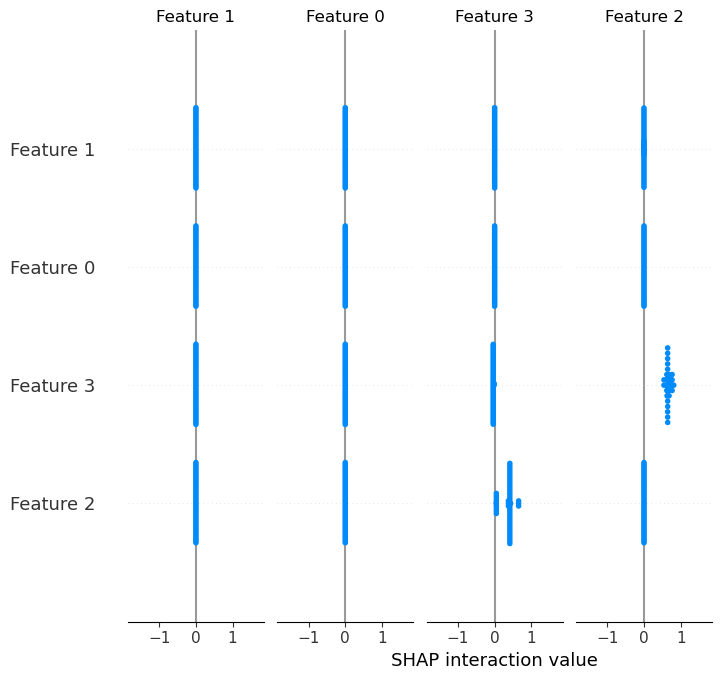 Feature 1 Feature 0 Feature 3 Feature 2
Feature 1
Feature 0
Feature 3
Feature 2
−1 0 1 −1 0 1 −1 0 1 −1 0 1
SHAP interaction value